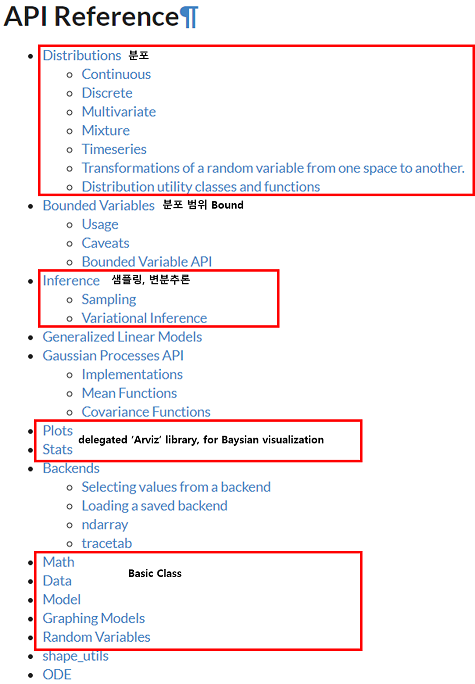 API Reference¶
Distributions 분포
Continuous
Discrete
Multivariate
Mixture
Timeseries
Transformations of a random variable from one space to another.
Distribution utility classes and functions
Bounded Variables 분포 범위 Bound
Usage
Caveats
Bounded Variable API
Inference 샘플링, 변분추론
Sampling
Variational Inference
Generalized Linear Models
Gaussian Processes API
Implementations
Mean Functions
Covariance Functions
Plots
delegated ‘Arviz’ library, for Baysian visualization
Stats
Backends
Selecting values from a backend
Loading a saved backend
ndarray
tracetab
Math
Basic Class
Data
Model
Graphing Models
Random Variables
shape_utils
ODE